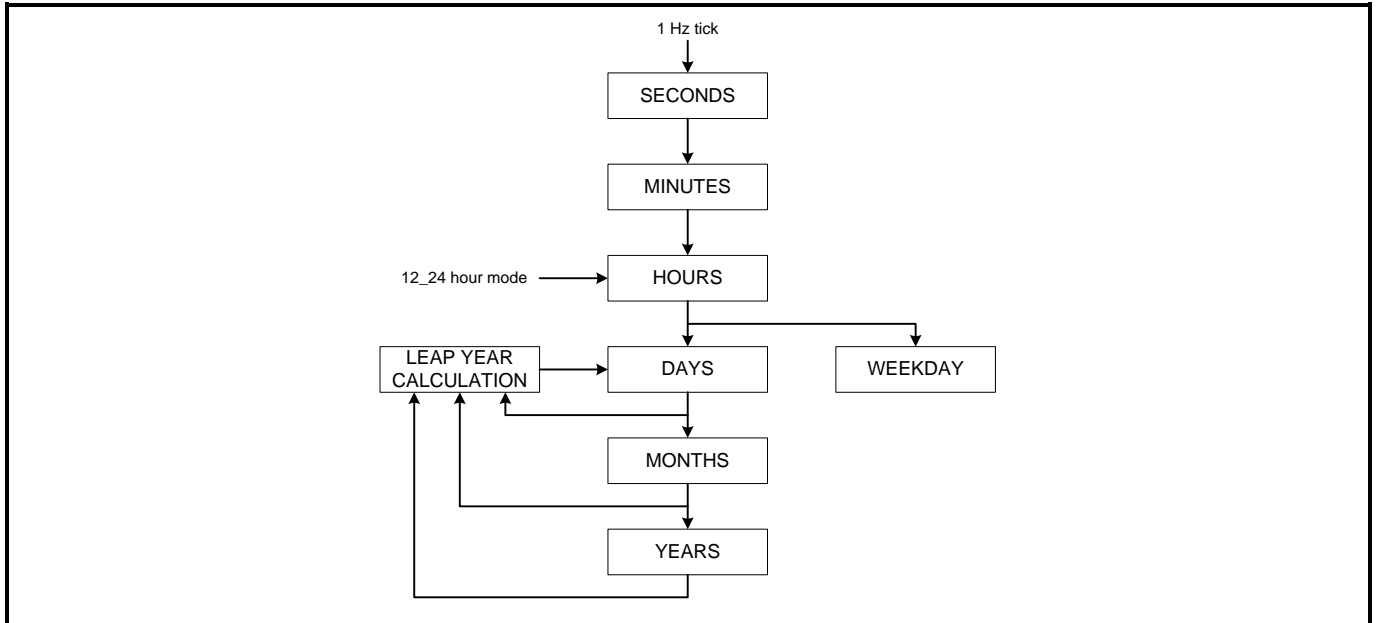 1 Hz tick
SECONDS
MINUTES
12_24 hour mode
HOURS
LEAP YEAR
CALCULATION
DAYS
WEEKDAY
MONTHS
YEARS